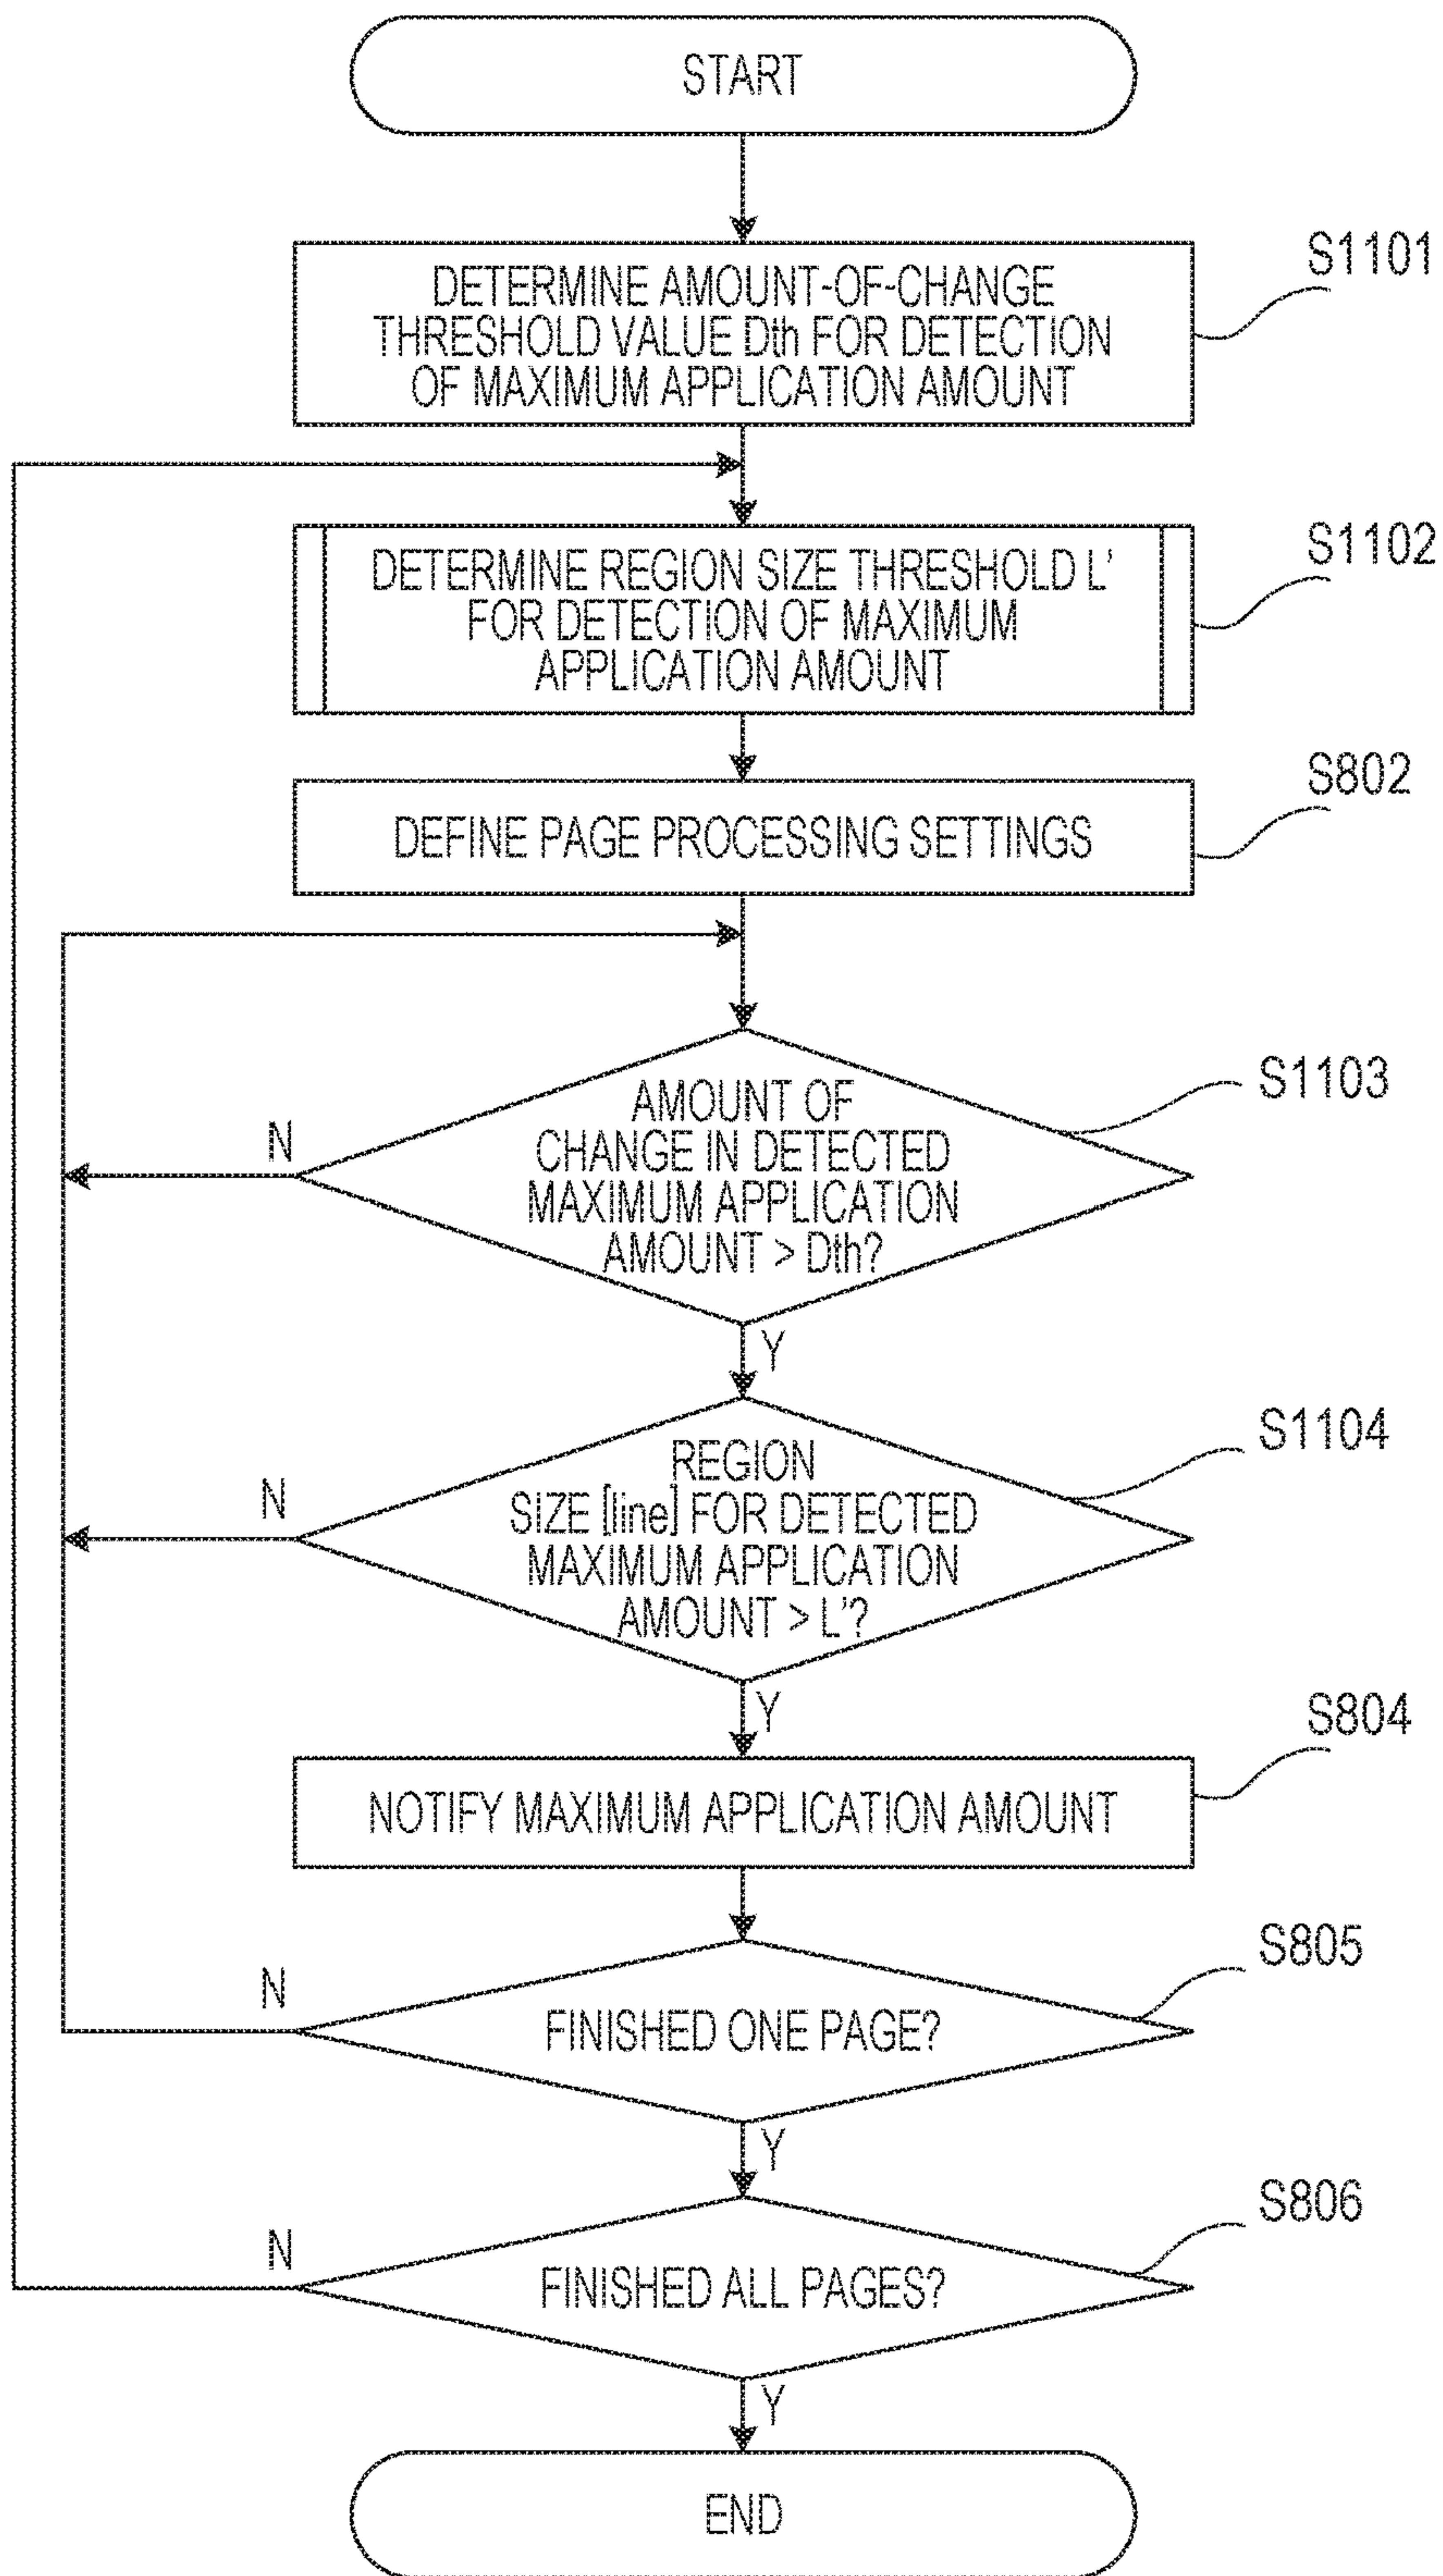 START
S1101
DETERMINE AMOUNT-OF-CHANGE
THRESHOLD VALUE Dth FOR DETECTION
OF MAXIMUM APPLICATION AMOUNT
S1102
DETERMINE REGION SIZE THRESHOLD L'
FOR DETECTION OF MAXIMUM
APPLICATION AMOUNT
S802
DEFINE PAGE PROCESSING SETTINGS
S1103
AMOUNT OF
CHANGE IN DETECTED
MAXIMUM APPLICATION
AMOUNT > Dth?
N
Y
S1104
REGION
SIZE [line] FOR DETECTED
MAXIMUM APPLICATION
AMOUNT > L'?
N
Y
S804
NOTIFY MAXIMUM APPLICATION AMOUNT
S805
N
FINISHED ONE PAGE?
Y
S806
N
FINISHED ALL PAGES?
Y
END